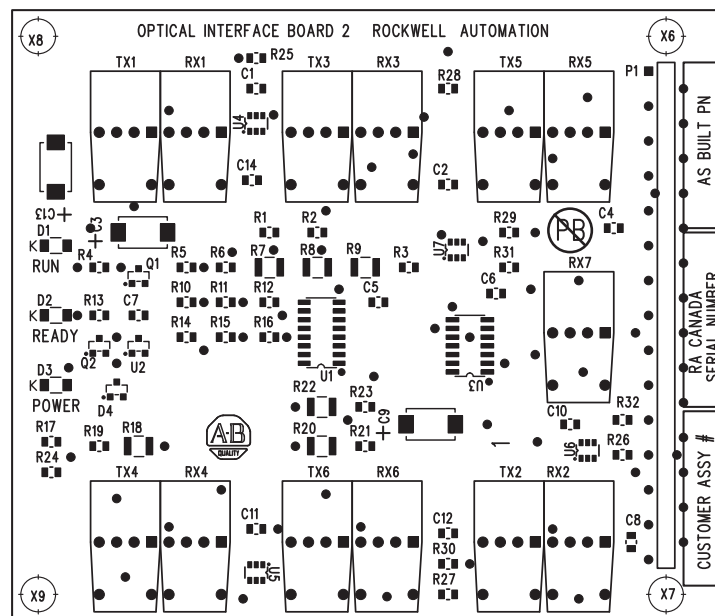 X8
OPTICAL INTERFACE BOARD 2 ROCKWELL AUTOMATION
X6
TX1 RX1 R25 TX3 RX3 R28 TX5 RX5 P1
C1
U4
AS BUILT PN
C14 C2
C13
D1 C3 R1 R2 U7 R29 PB C4
K
RUN R4 Q1 R5 R6 R7 R8 R9 R3 R31 RX7
D2 R13 C7 R10 R11 R12 C5 C6
K
READY R14 R15 R16
Q2 U2 U1 U3
RA CANADA
SERIAL NUMBER
D3
K
POWER D4 R22 R23 C9 C10 R32
R17 R19 R18 A-B R20 R21 1 U6 R26
QUALITY
R24
TX4 RX4 TX6 RX6 TX2 RX2
CUSTOMER ASSY #
C11 C12 C8
U5 R30
R27
X9 X7